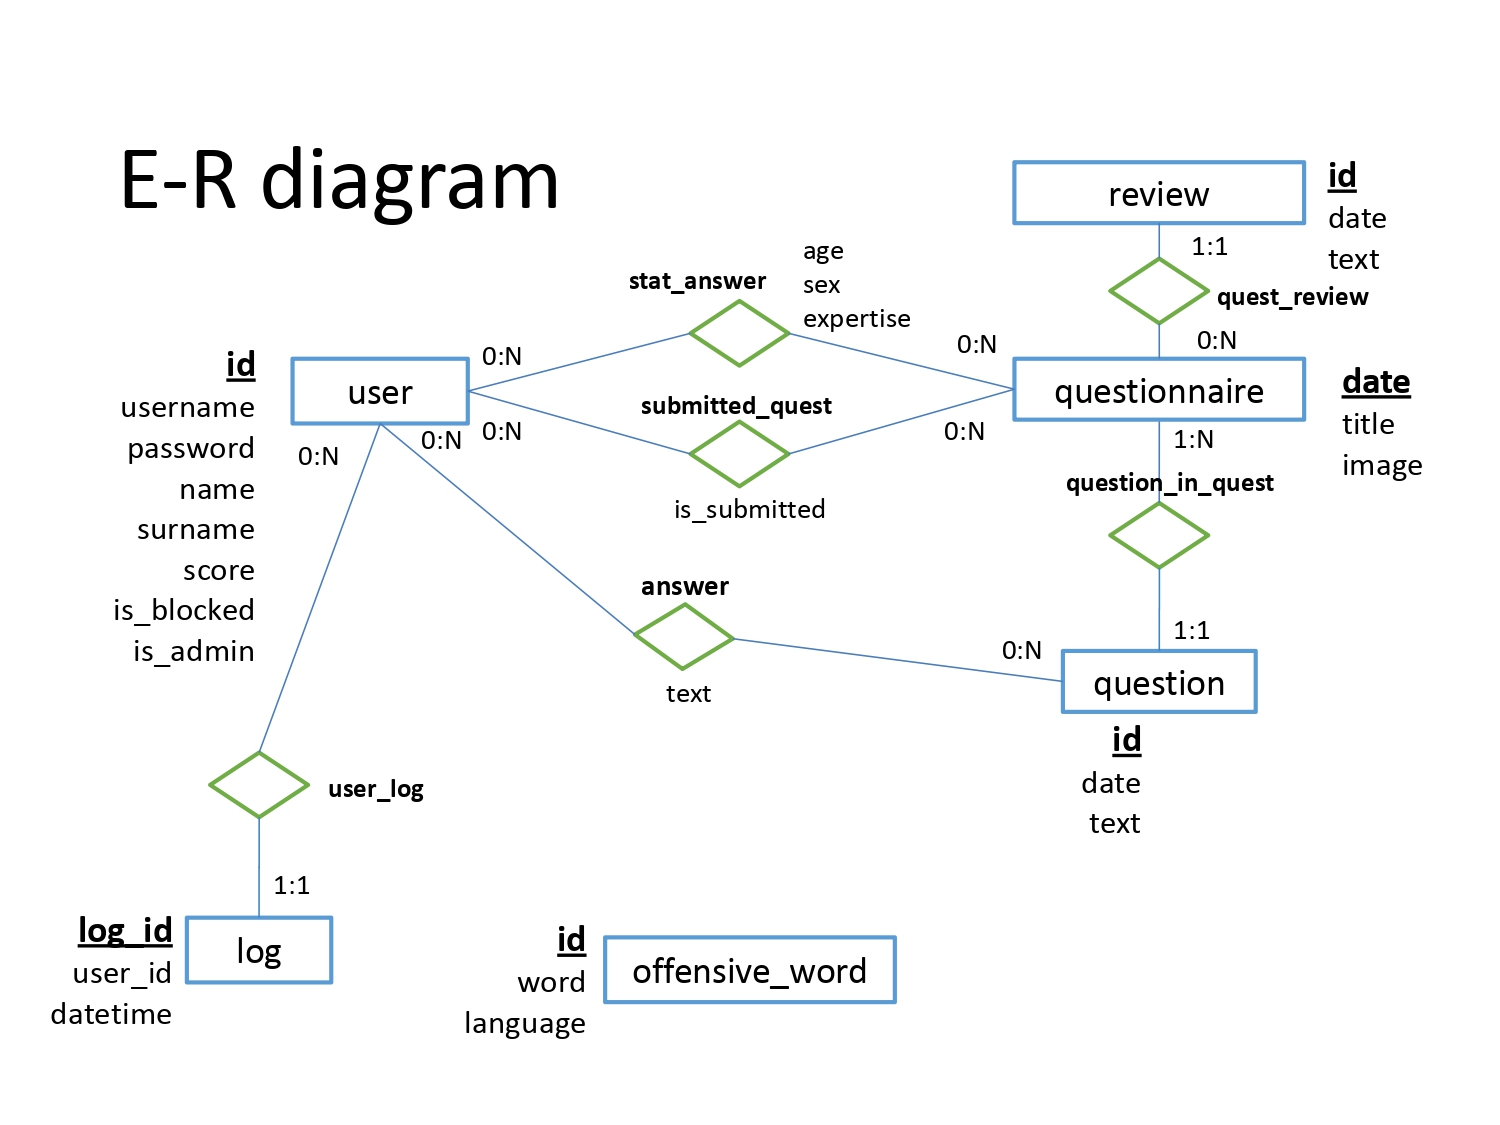 E-R diagram
review
id
date
text
1:1
quest_review
0:N
age
sex
expertise
stat_answer
0:N
0:N
id
username
password
name
surname
score
is_blocked
is_admin
user
questionnaire
date
title
image
submitted_quest
0:N
0:N
0:N
0:N
is_submitted
1:N
question_in_quest
1:1
answer
text
0:N
question
id
date
text
user_log
1:1
log_id
user_id
datetime
log
id
word
language
offensive_word